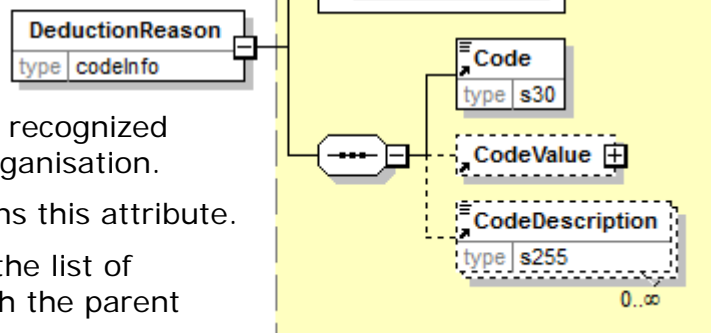 DeductionReason
type codeInfo
recognized
ganisation.
ns this attribute.
the list of
h the parent
Code
type s30
CodeValue
CodeDescription
type s255
0..∞